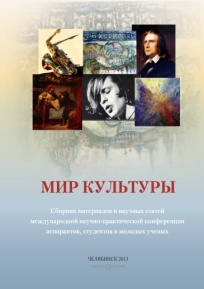 МИР КУЛЬТУРЫ
Сборник материалов и научных статей
международной научно-практической конференции
аспирантов, студентов и молодых ученых
ЧЕЛЯБИНСК 2013